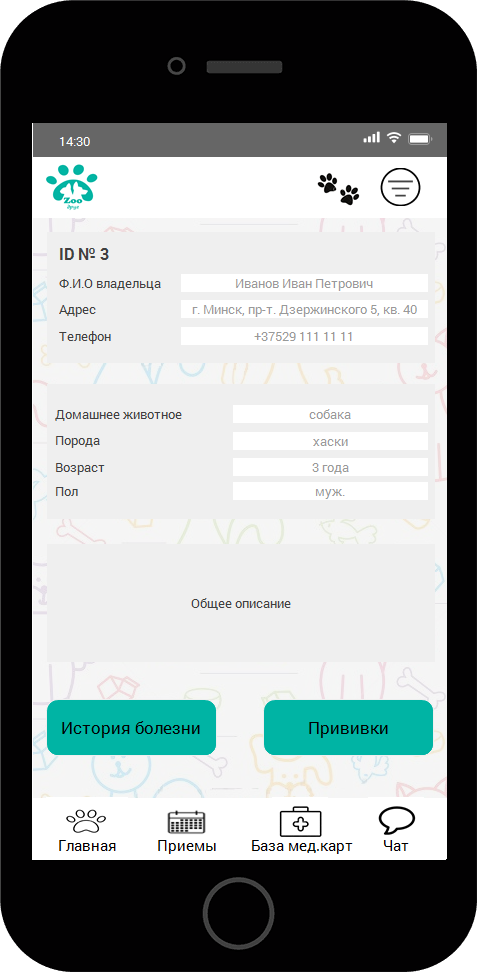 14:30
Zoo
друг
ID № 3
Ф.И.О владельца Иванов Иван Петрович
Адрес г. Минск, пр-т. Дзержинского 5, кв. 40
Телефон +37529 111 11 11
Домашнее животное собака
Порода хаски
Возраст 3 года
Пол муж.
Общее описание
История болезни Прививки
Главная Приемы База мед.карт Чат